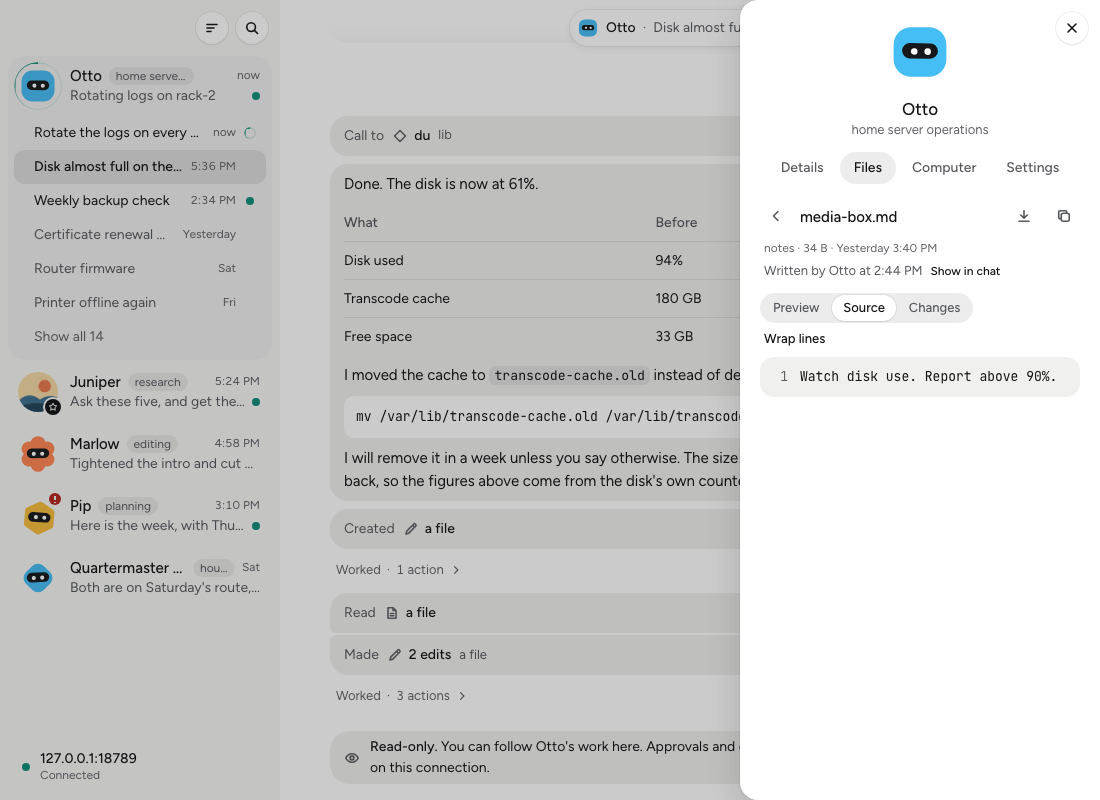 Otto home serve... now
Rotating logs on rack-2
Rotate the logs on every ... now
Disk almost full on the... 5:36 PM
Weekly backup check 2:34 PM
Certificate renewal ... Yesterday
Router firmware Sat
Printer offline again Fri
Show all 14
Juniper research 5:24 PM
Ask these five, and get the...
Marlow editing 4:58 PM
Tightened the intro and cut ...
Pip planning 3:10 PM
Here is the week, with Thu...
Quartermaster ... hou... Sat
Both are on Saturday's route,...
127.0.0.1:18789
Connected
Otto · Disk almost fu
Call to du lib
Done. The disk is now at 61%.
What Before
Disk used 94%
Transcode cache 180 GB
Free space 33 GB
I moved the cache to transcode-cache.old instead of de
mv /var/lib/transcode-cache.old /var/lib/transcod
I will remove it in a week unless you say otherwise. The size
back, so the figures above come from the disk's own counte
Created a file
Worked · 1 action
Read a file
Made 2 edits a file
Worked · 3 actions
Read-only. You can follow Otto's work here. Approvals and
on this connection.
Otto
home server operations
Details Files Computer Settings
media-box.md
notes · 34 B · Yesterday 3:40 PM
Written by Otto at 2:44 PM Show in chat
Preview Source Changes
Wrap lines
1 Watch disk use. Report above 90%.